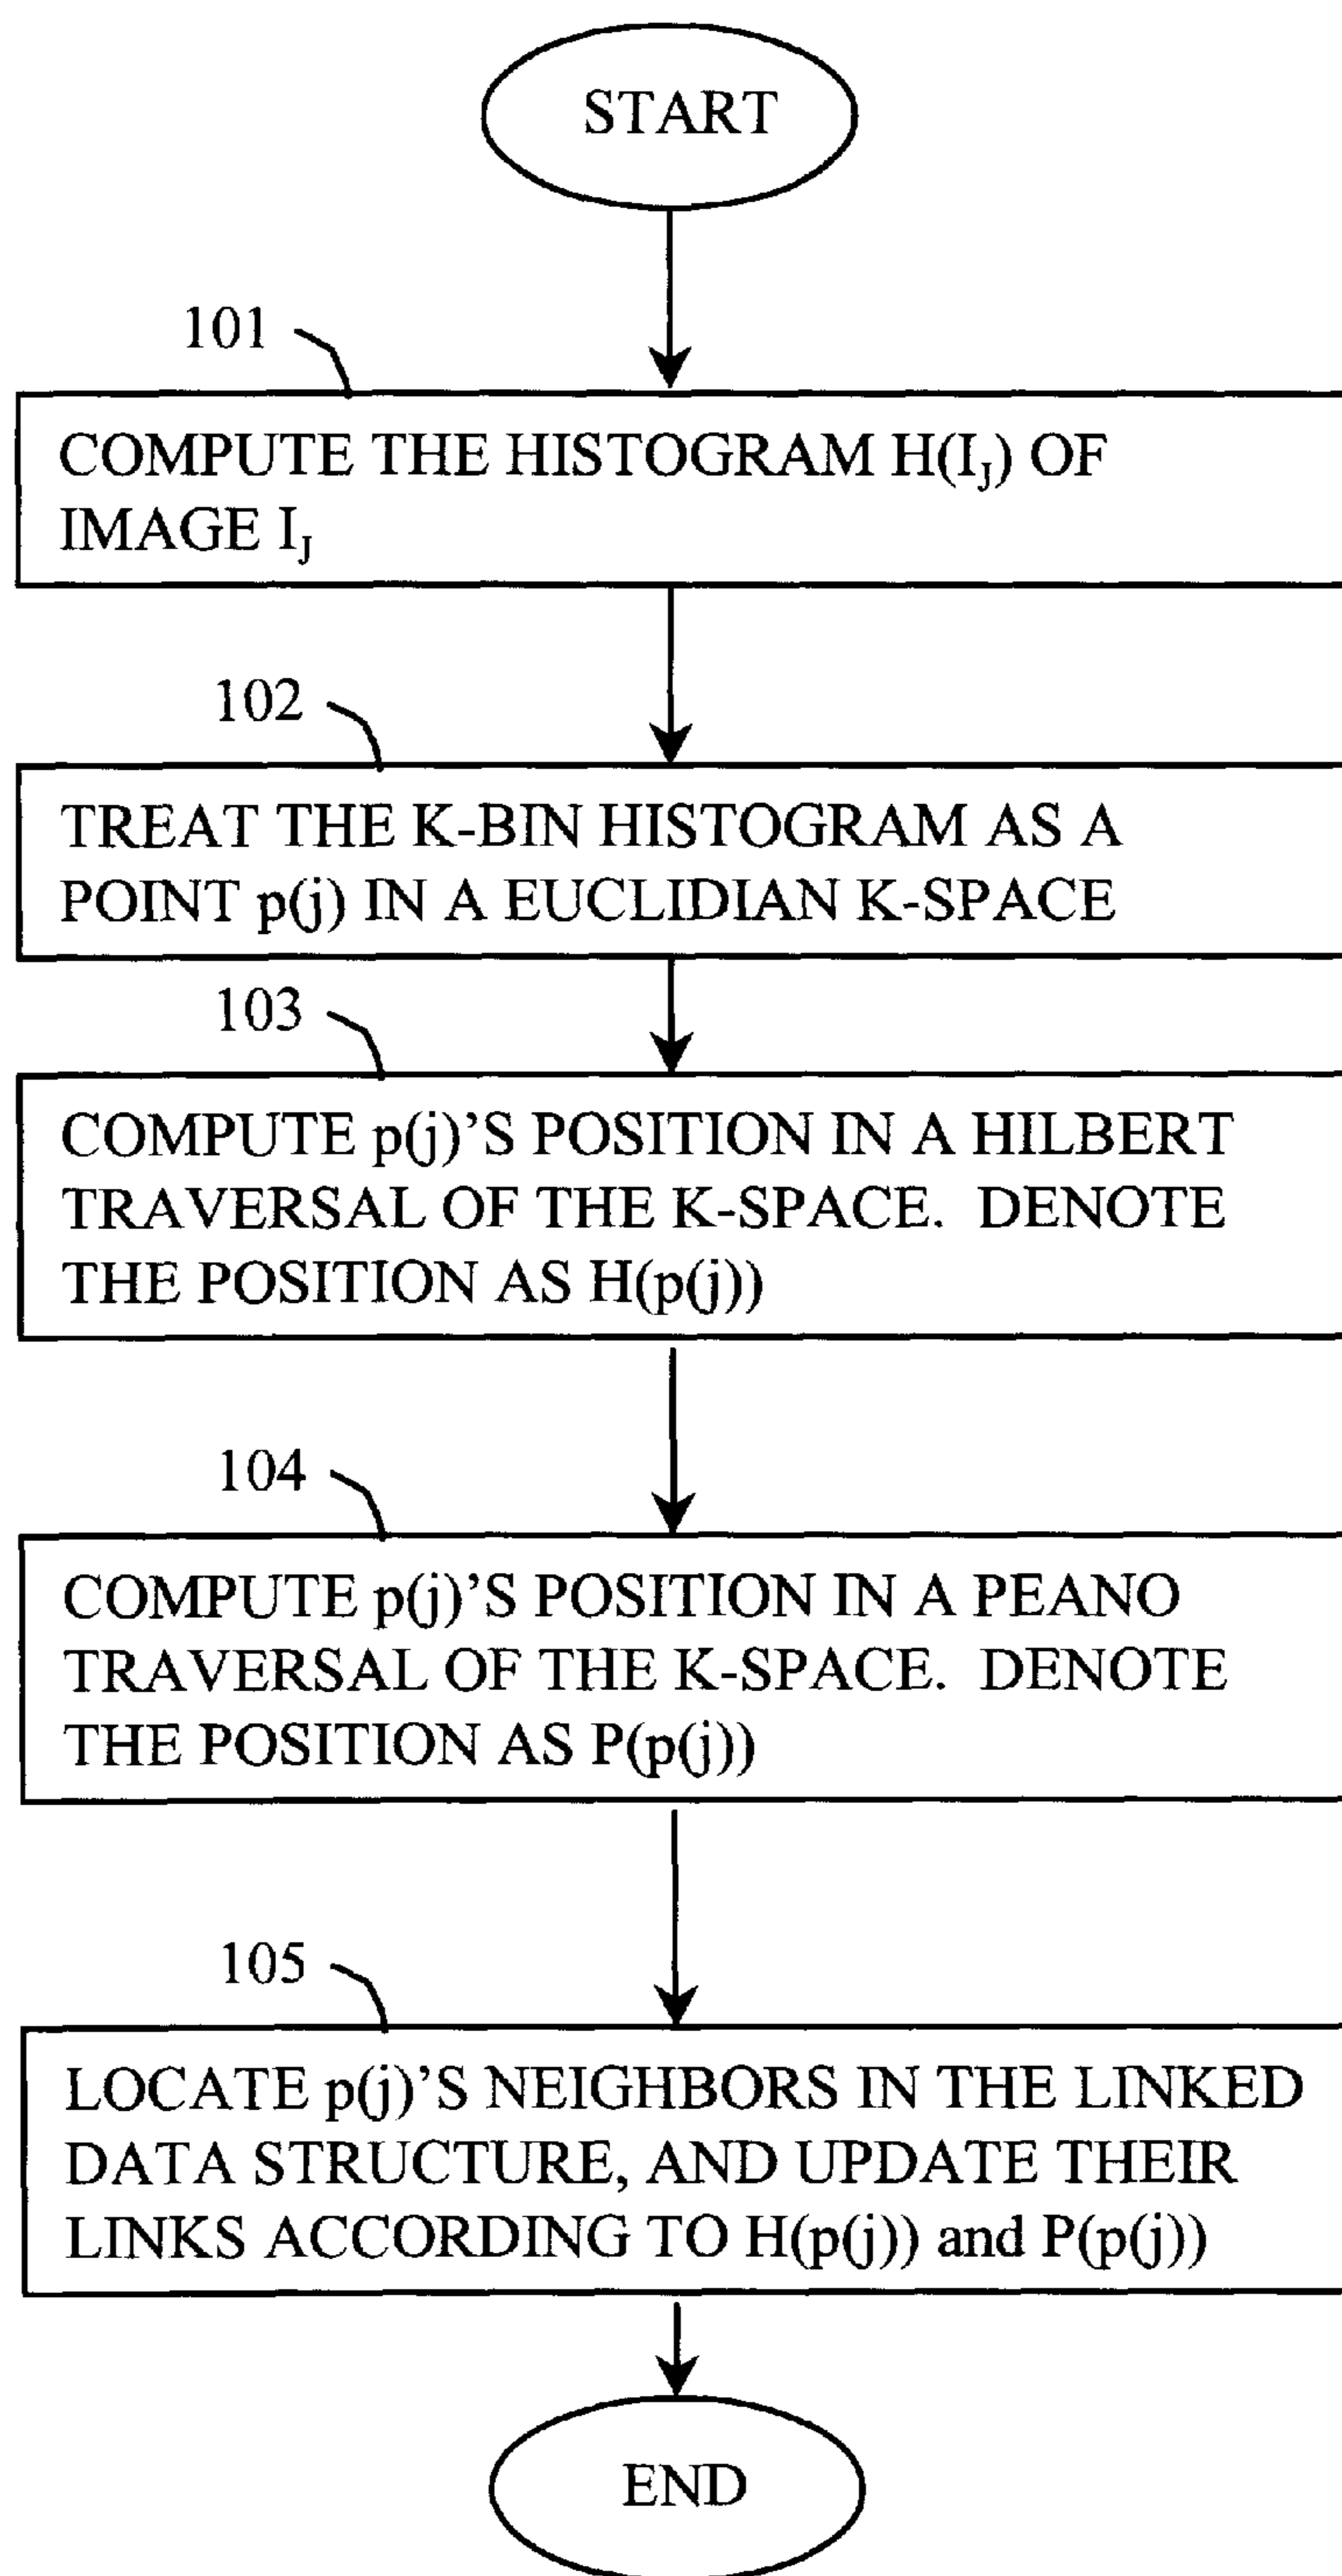 START
101
COMPUTE THE HISTOGRAM H(I_J) OF
IMAGE I_J
102
TREAT THE K-BIN HISTOGRAM AS A
POINT p(j) IN A EUCLIDIAN K-SPACE
103
COMPUTE p(j)'S POSITION IN A HILBERT
TRAVERSAL OF THE K-SPACE.  DENOTE
THE POSITION AS H(p(j))
104
COMPUTE p(j)'S POSITION IN A PEANO
TRAVERSAL OF THE K-SPACE.  DENOTE
THE POSITION AS P(p(j))
105
LOCATE p(j)'S NEIGHBORS IN THE LINKED
DATA STRUCTURE, AND UPDATE THEIR
LINKS ACCORDING TO H(p(j)) and P(p(j))
END